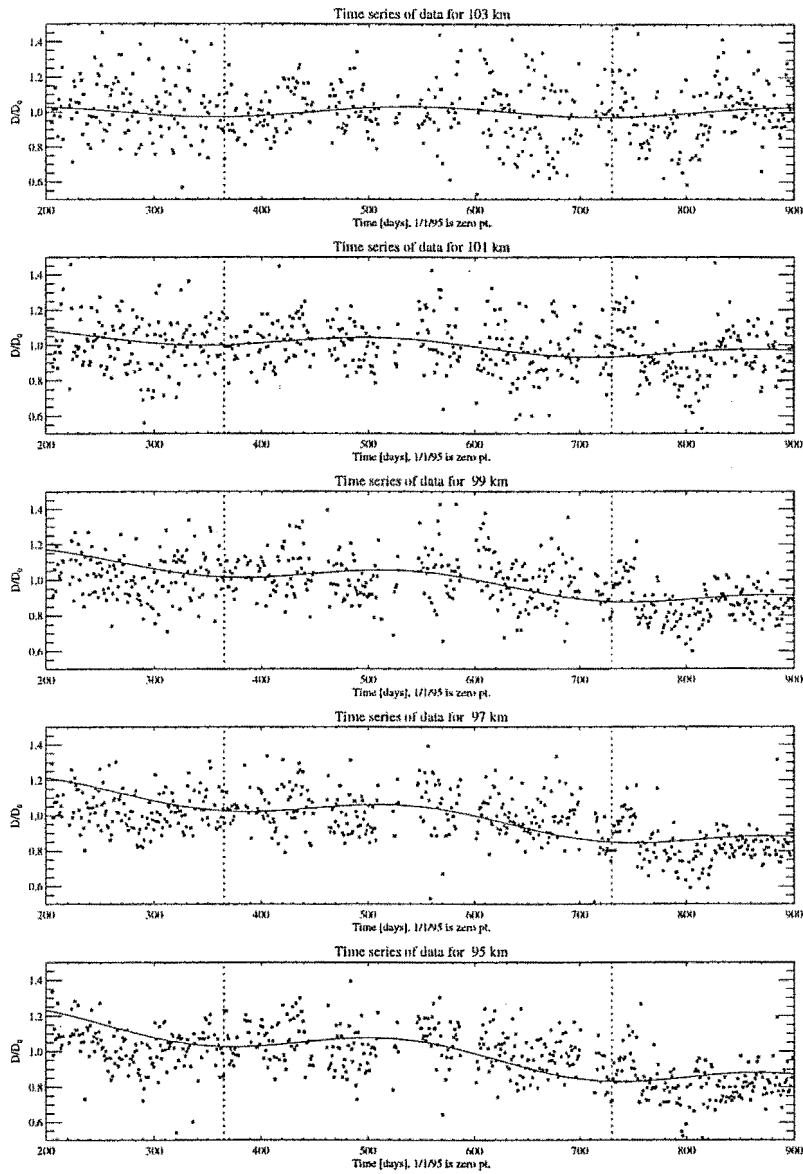 Time series of data for 103 km
1.4
1.2
1.0
0.8
0.6
D/D₀
200 300 400 500 600 700 800 900
Time [days], 1/1/95 is zero pt.
Time series of data for 101 km
1.4
1.2
1.0
0.8
0.6
D/D₀
200 300 400 500 600 700 800 900
Time [days], 1/1/95 is zero pt.
Time series of data for 99 km
1.4
1.2
1.0
0.8
0.6
D/D₀
200 300 400 500 600 700 800 900
Time [days], 1/1/95 is zero pt.
Time series of data for 97 km
1.4
1.2
1.0
0.8
0.6
D/D₀
200 300 400 500 600 700 800 900
Time [days], 1/1/95 is zero pt.
Time series of data for 95 km
1.4
1.2
1.0
0.8
0.6
D/D₀
200 300 400 500 600 700 800 900
Time [days], 1/1/95 is zero pt.